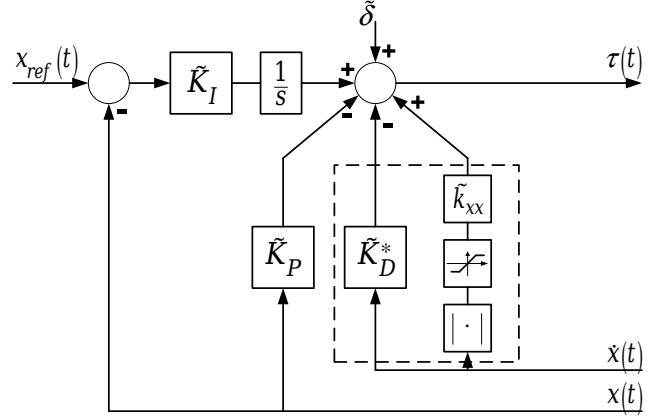 δ̃
x_ref(t)
K̃_I
1/s
τ(t)
+
+
+
-
-
-
k̃_xx
K̃_P
K̃*_D
| · |
ẋ(t)
x(t)